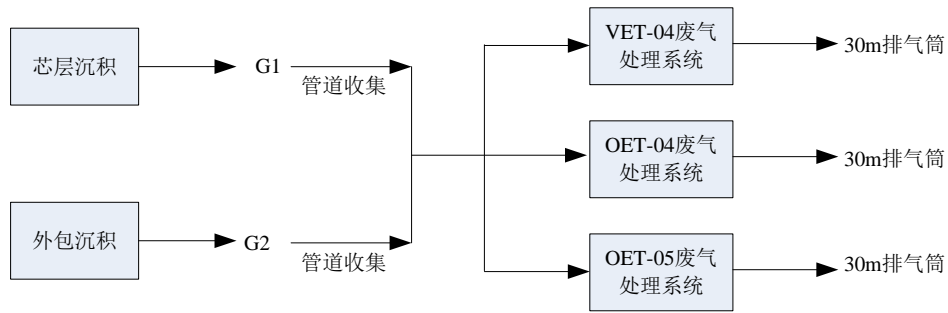 芯层沉积
G1
管道收集
外包沉积
G2
管道收集
VET-04废气
处理系统
30m排气筒
OET-04废气
处理系统
30m排气筒
OET-05废气
处理系统
30m排气筒